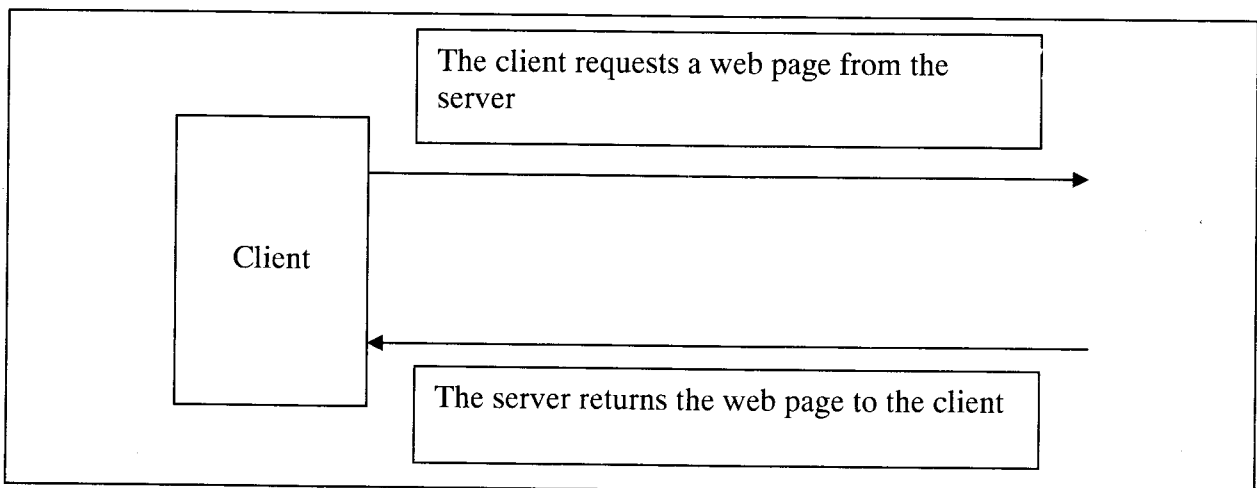 The client requests a web page from the
server
Client
The server returns the web page to the client